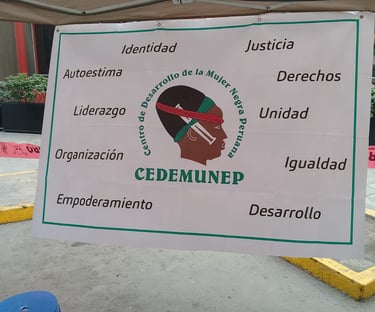 Identidad
Justicia
Autoestima
Derechos
Liderazgo
Unidad
Organización
Igualdad
Empoderamiento
Desarrollo
Centro de Desarrollo de la Mujer Negra Peruana
CEDEMUNEP